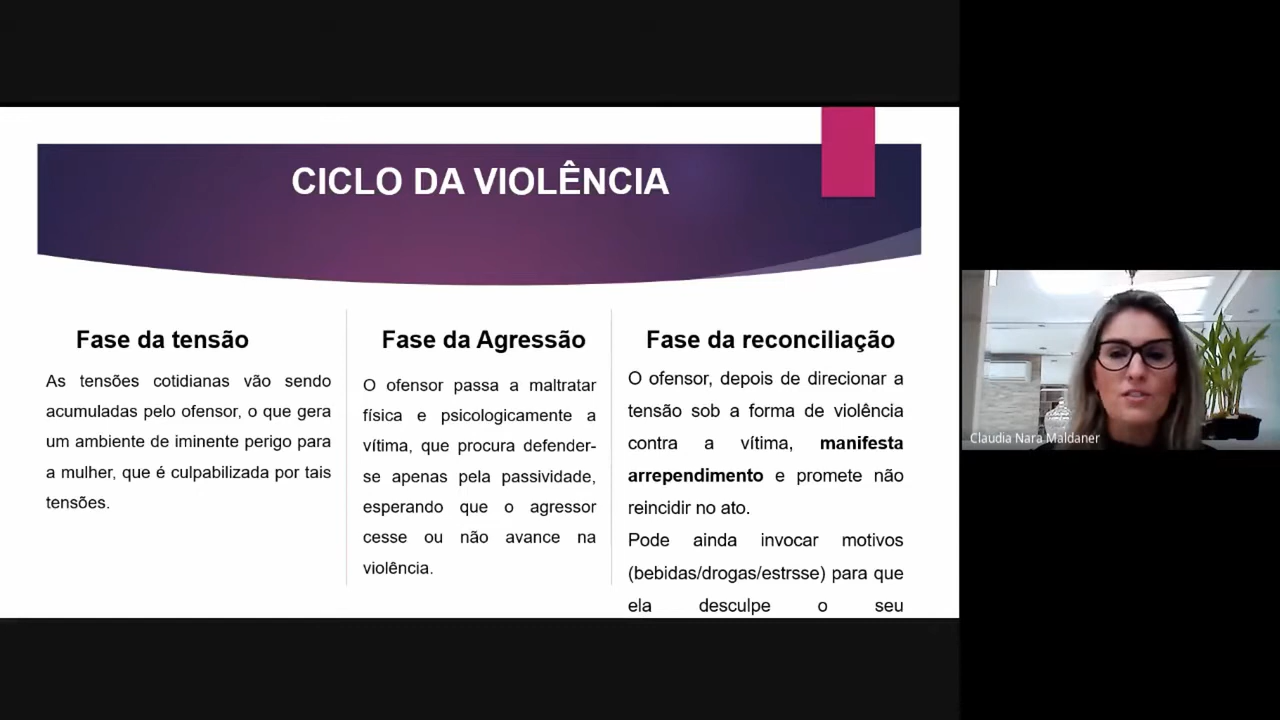 CICLO DA VIOLÊNCIA
Fase da tensão
As tensões cotidianas vão sendo
acumuladas pelo ofensor, o que gera
um ambiente de iminente perigo para
a mulher, que é culpabilizada por tais
tensões.
Fase da Agressão
O ofensor passa a maltratar
física e psicologicamente a
vítima, que procura defender-
se apenas pela passividade,
esperando que o agressor
cesse ou não avance na
violência.
Fase da reconciliação
O ofensor, depois de direcionar a
tensão sob a forma de violência
contra a vítima, manifesta
arrependimento e promete não
reincidir no ato.
Pode ainda invocar motivos
(bebidas/drogas/estrsse) para que
ela desculpe o seu
Claudia Nara Maldaner